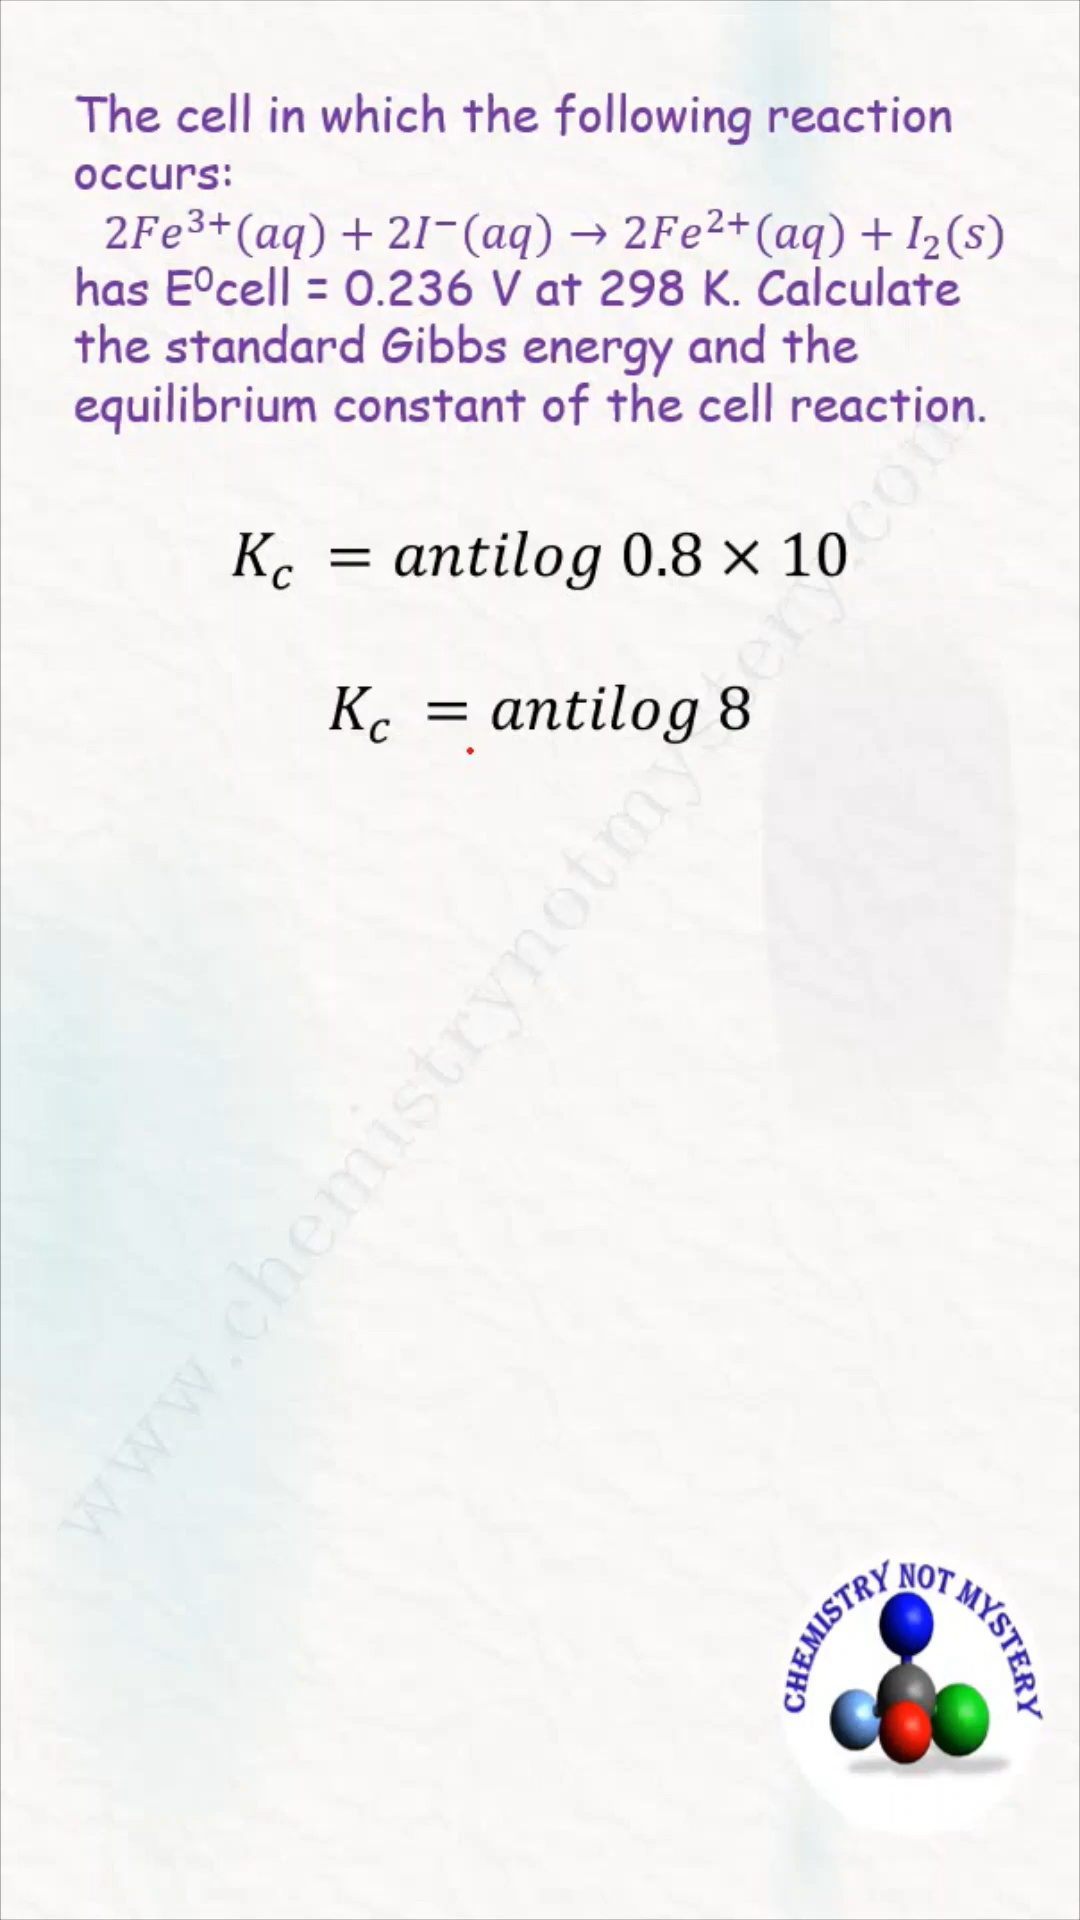 The cell in which the following reaction
occurs:
2Fe³⁺(aq) + 2I⁻(aq) → 2Fe²⁺(aq) + I₂(s)
has E⁰cell = 0.236 V at 298 K. Calculate
the standard Gibbs energy and the
equilibrium constant of the cell reaction.
K꜀ = antilog 0.8 × 10
K꜀ = antilog 8
www.chemistrynotmystery.com
CHEMISTRY NOT MYSTERY